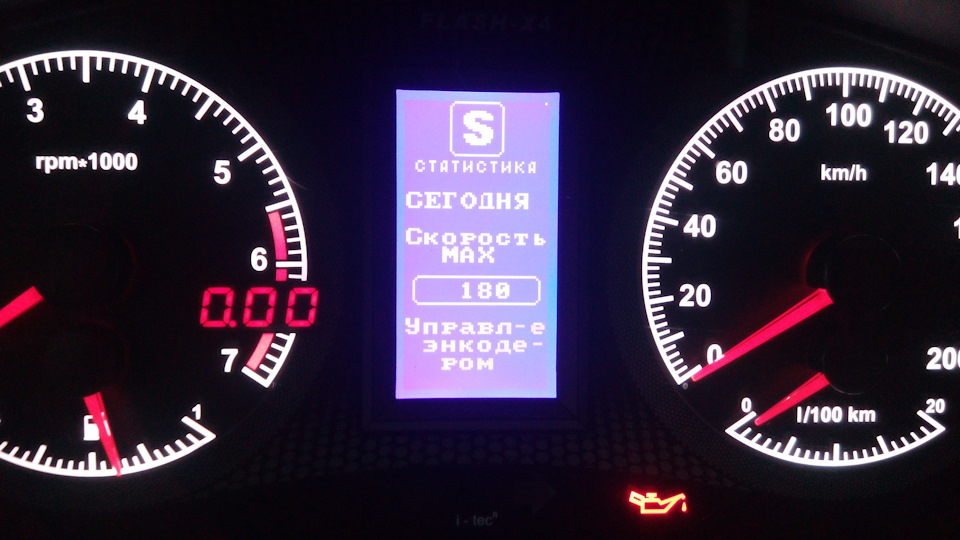 FLASH-X4
3
4
5
6
7
rpm*1000
0.00
1
S
СТАТИСТИКА
СЕГОДНЯ
Скорость
MAX
180
Управл-е
энкоде-
ром
0
20
40
60
80
100
120
140
200
km/h
0
l/100 km
20
i - tec